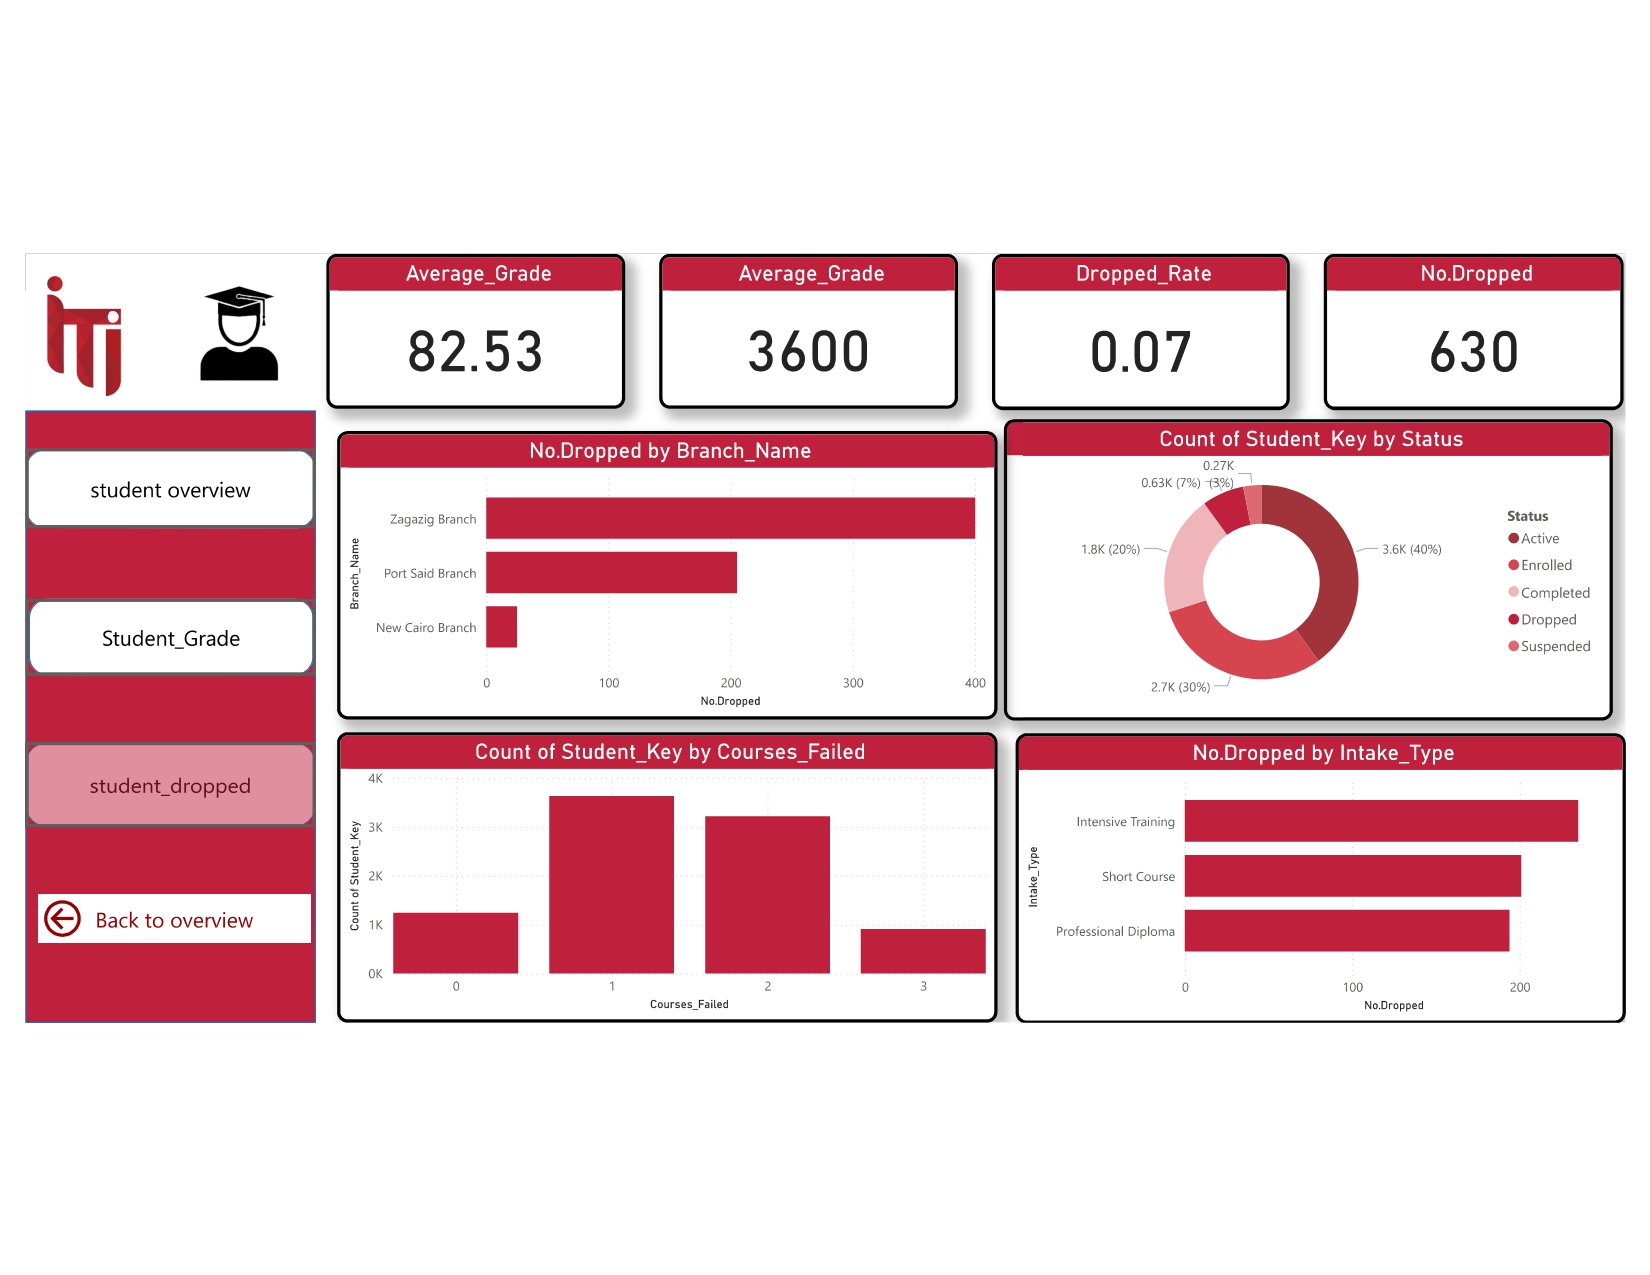 iTi
Average_Grade
82.53
Average_Grade
3600
Dropped_Rate
0.07
No.Dropped
630
student overview
Student_Grade
student_dropped
Back to overview
No.Dropped by Branch_Name
Branch_Name
Zagazig Branch
Port Said Branch
New Cairo Branch
0 100 200 300 400
No.Dropped
Count of Student_Key by Status
0.27K
(3%)
0.63K (7%)
1.8K (20%)
3.6K (40%)
2.7K (30%)
Status
Active
Enrolled
Completed
Dropped
Suspended
Count of Student_Key by Courses_Failed
Count of Student_Key
4K
3K
2K
1K
0K
0 1 2 3
Courses_Failed
No.Dropped by Intake_Type
Intake_Type
Intensive Training
Short Course
Professional Diploma
0 100 200
No.Dropped